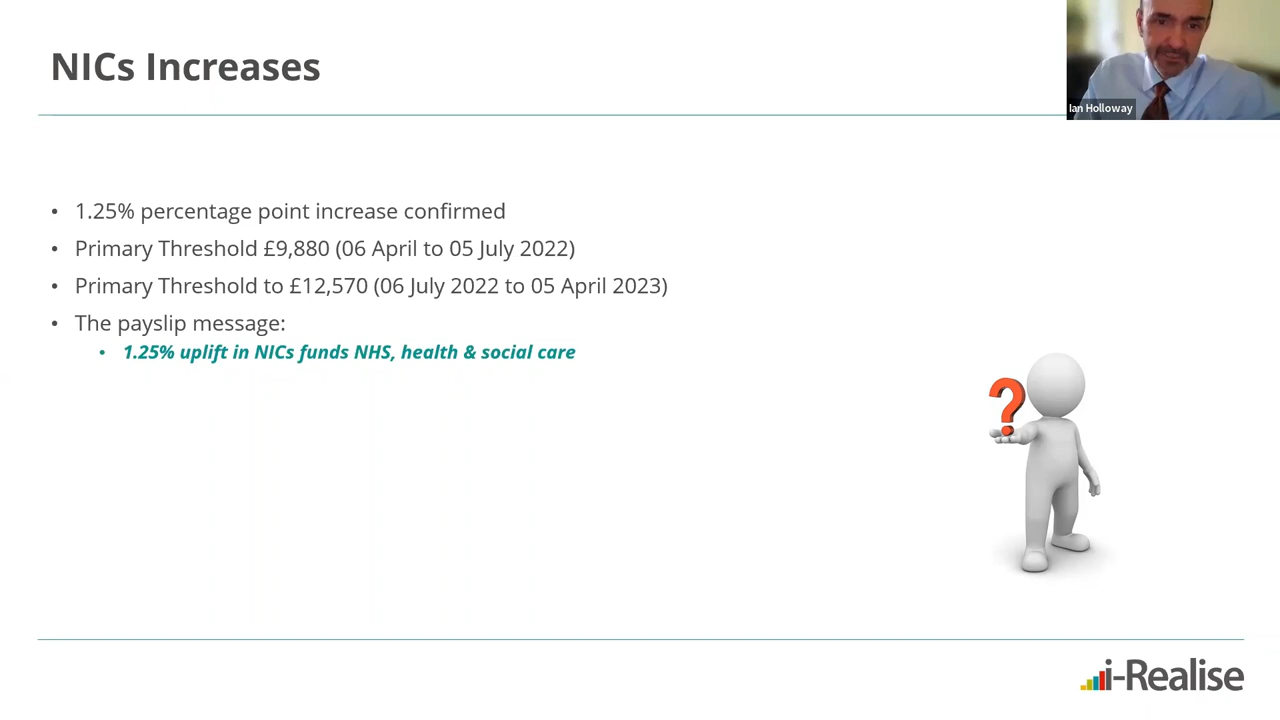 NICs Increases
Ian Holloway
• 1.25% percentage point increase confirmed
• Primary Threshold £9,880 (06 April to 05 July 2022)
• Primary Threshold to £12,570 (06 July 2022 to 05 April 2023)
• The payslip message:
• 1.25% uplift in NICs funds NHS, health & social care
?
i-Realise